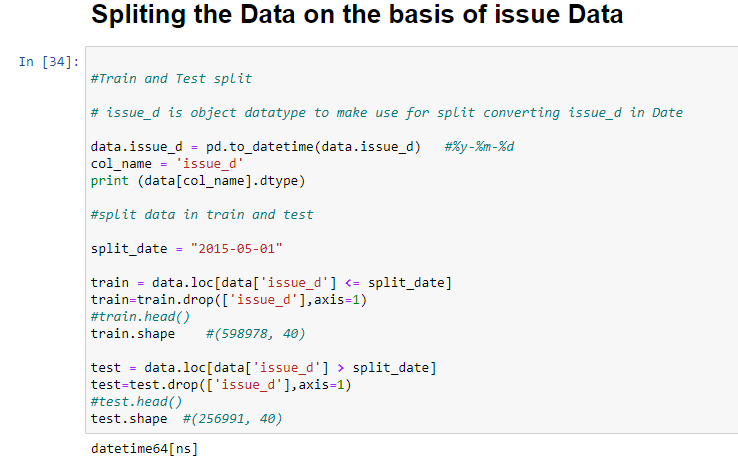 Spliting the Data on the basis of issue Data
In [34]:
#Train and Test split
# issue_d is object datatype to make use for split converting issue_d in Date
data.issue_d = pd.to_datetime(data.issue_d)   #%y-%m-%d
col_name = 'issue_d'
print (data[col_name].dtype)
#split data in train and test
split_date = "2015-05-01"
train = data.loc[data['issue_d'] <= split_date]
train=train.drop(['issue_d'],axis=1)
#train.head()
train.shape    #(598978, 40)
test = data.loc[data['issue_d'] > split_date]
test=test.drop(['issue_d'],axis=1)
#test.head()
test.shape  #(256991, 40)
datetime64[ns]